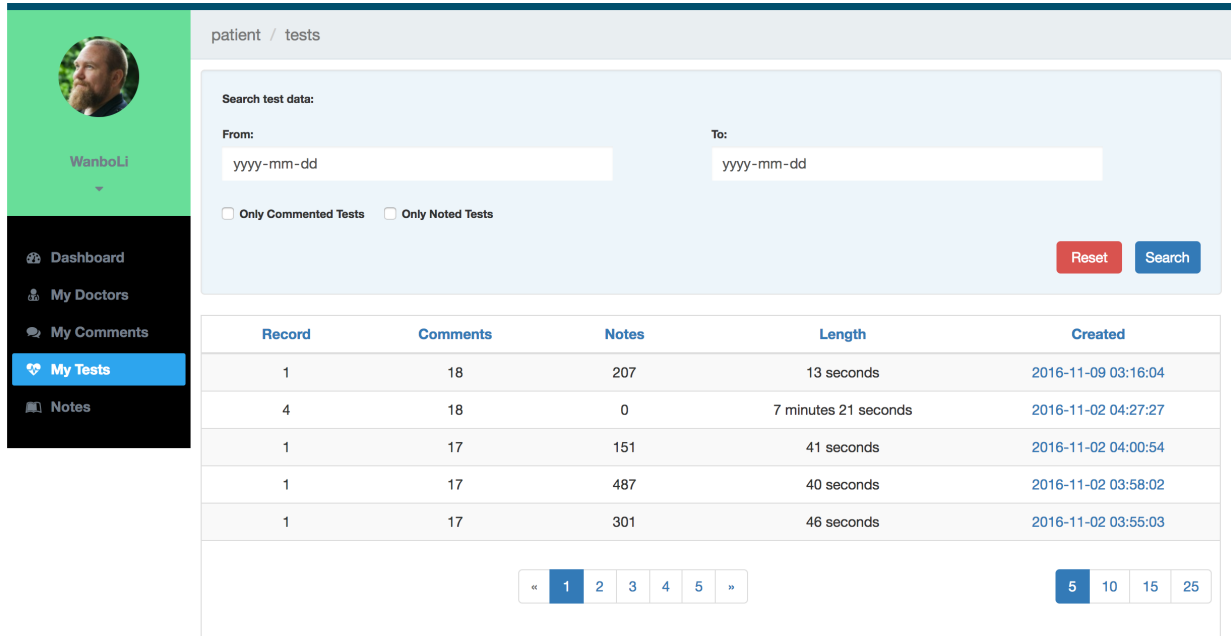 patient / tests
WanboLi
Dashboard
My Doctors
My Comments
My Tests
Notes
Search test data:
From: To:
yyyy-mm-dd yyyy-mm-dd
Only Commented Tests Only Noted Tests
Reset Search
Record Comments Notes Length Created
1 18 207 13 seconds 2016-11-09 03:16:04
4 18 0 7 minutes 21 seconds 2016-11-02 04:27:27
1 17 151 41 seconds 2016-11-02 04:00:54
1 17 487 40 seconds 2016-11-02 03:58:02
1 17 301 46 seconds 2016-11-02 03:55:03
« 1 2 3 4 5 » 5 10 15 25